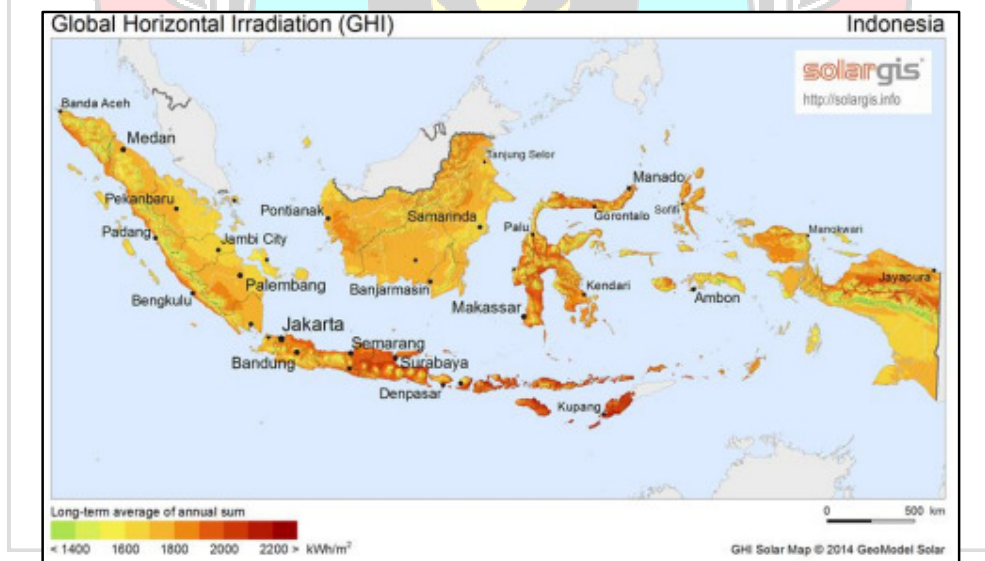 Global Horizontal Irradiation (GHI)
Indonesia
solargis
http://solargis.info
Banda Aceh
Medan
Tanjung Selor
Manado
Pekanbaru
Pontianak
Samarinda
Gorontalo
Sofifi
Padang
Jambi City
Palu
Manokwari
Palembang
Bengkulu
Banjarmasin
Kendari
Jayapura
Makassar
Ambon
Jakarta
Semarang
Bandung
Surabaya
Denpasar
Kupang
Long-term average of annual sum
< 1400 1600 1800 2000 2200 > kWh/m²
0 500 km
GHI Solar Map © 2014 GeoModel Solar